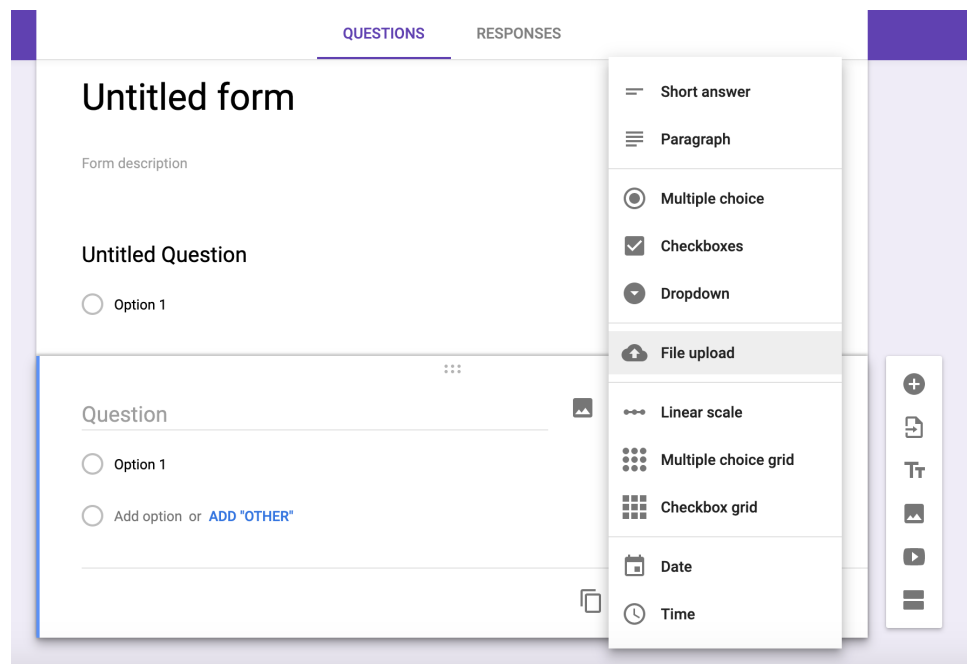 QUESTIONS RESPONSES
Untitled form
Form description
Untitled Question
Option 1
Question
Option 1
Add option or ADD "OTHER"
Short answer
Paragraph
Multiple choice
Checkboxes
Dropdown
File upload
Linear scale
Multiple choice grid
Checkbox grid
Date
Time
Tт